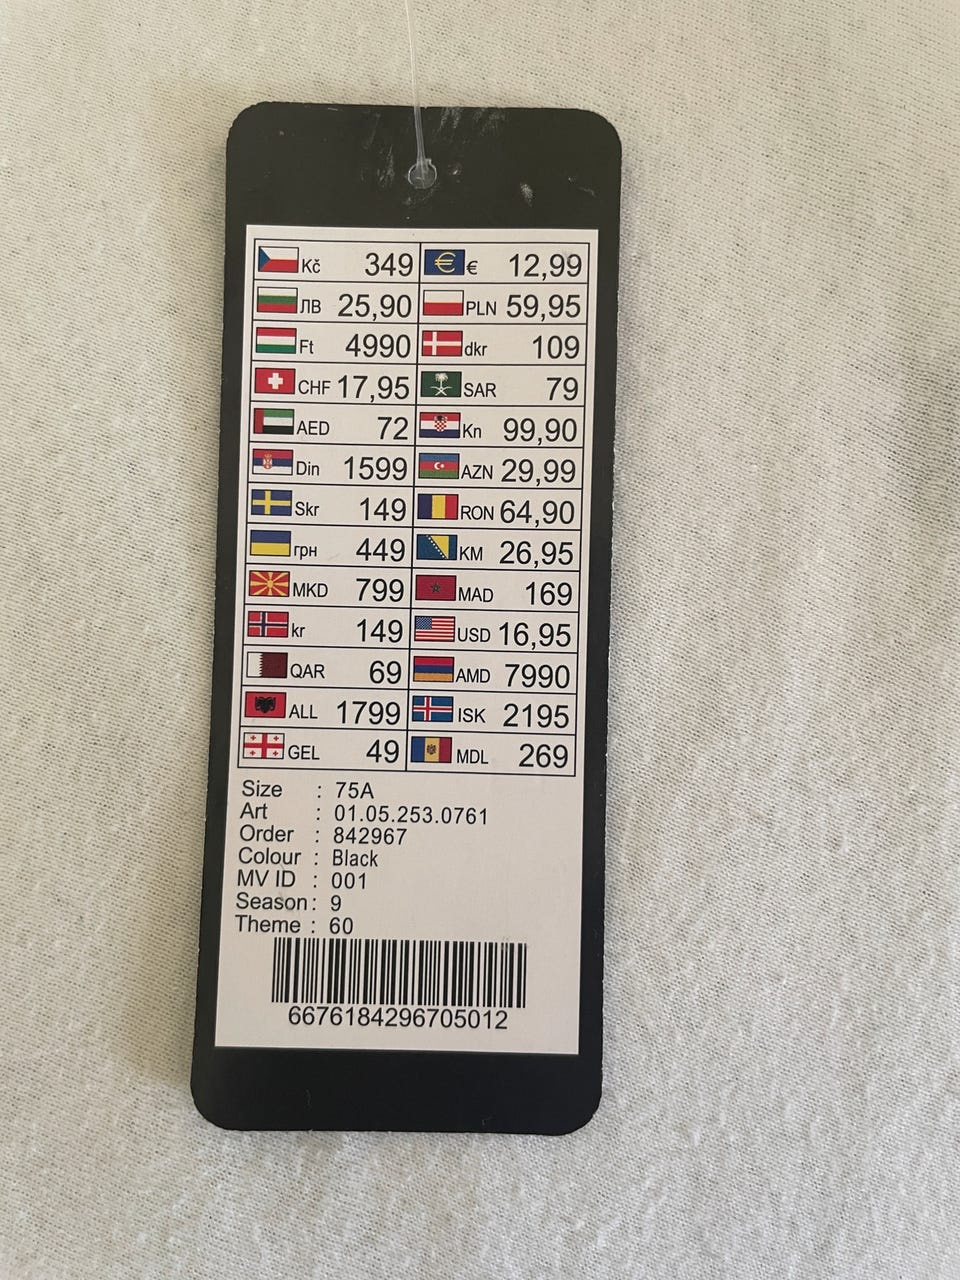 Kč 349 € 12,99
ЛВ 25,90 PLN 59,95
Ft 4990 dkr 109
CHF 17,95 SAR 79
AED 72 Kn 99,90
Din 1599 AZN 29,99
Skr 149 RON 64,90
грн 449 KM 26,95
MKD 799 MAD 169
kr 149 USD 16,95
QAR 69 AMD 7990
ALL 1799 ISK 2195
GEL 49 MDL 269
Size : 75A
Art : 01.05.253.0761
Order : 842967
Colour : Black
MV ID : 001
Season : 9
Theme : 60
6676184296705012